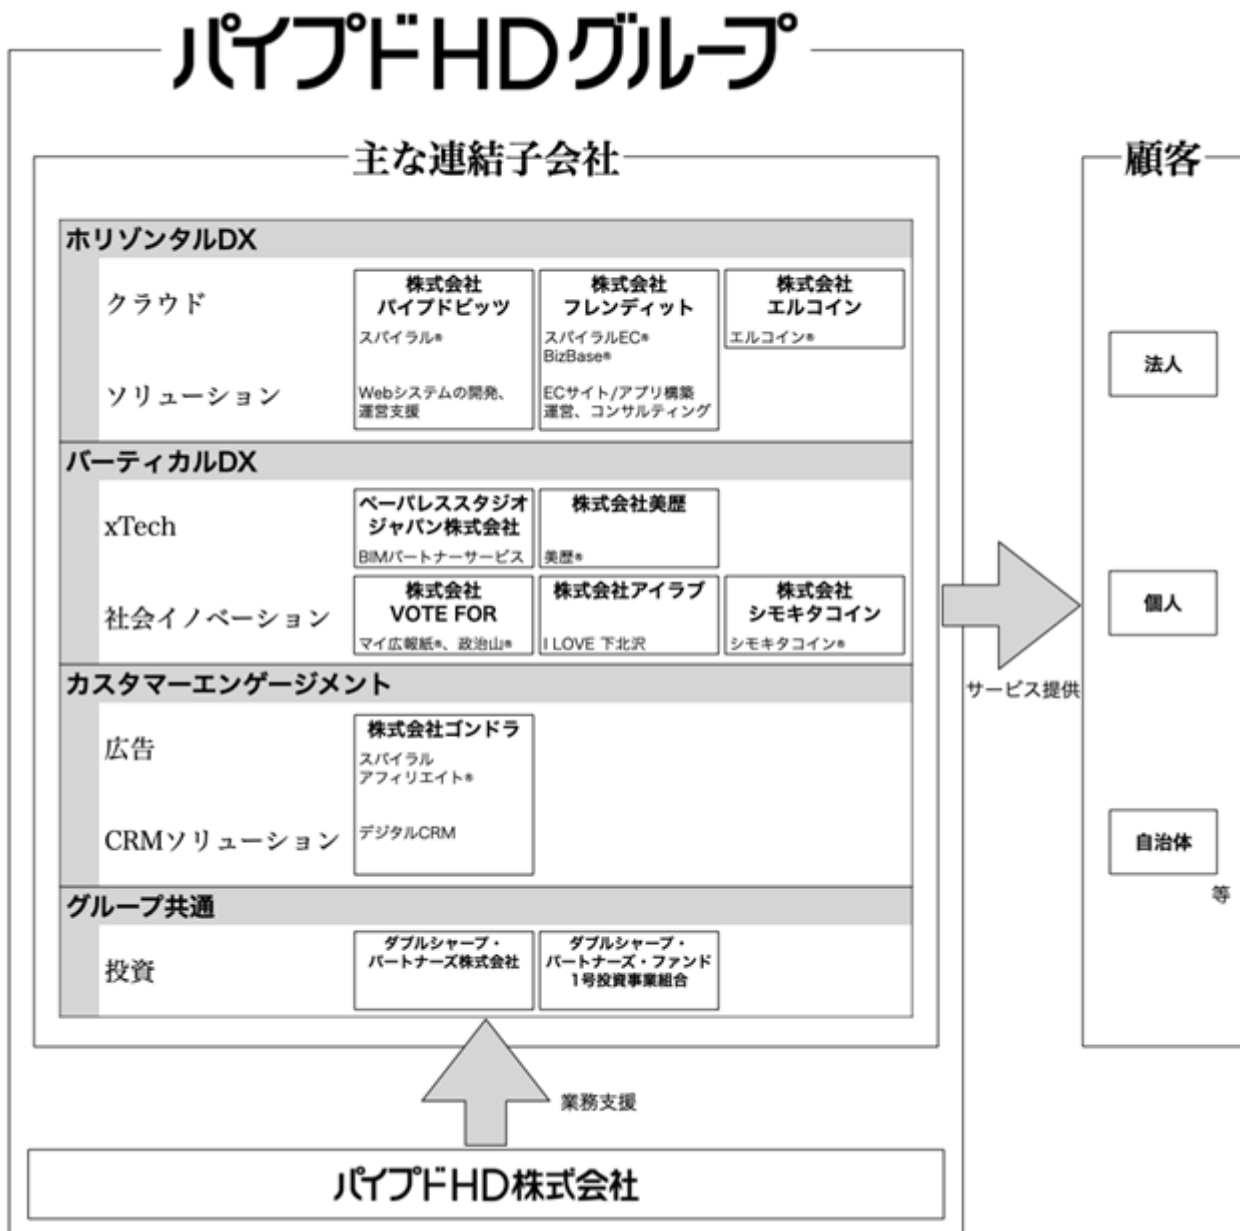 パイプドHDグループ
主な連結子会社
顧客
ホリゾンタルDX
クラウド
株式会社
パイプドビッツ
スパイラル®
株式会社
フレンディット
スパイラルEC®
BizBase®
株式会社
エルコイン
エルコイン®
ソリューション
Webシステムの開発、
運営支援
ECサイト/アプリ構築
運営、コンサルティング
バーティカルDX
xTech
ペーパレススタジオ
ジャパン株式会社
BIMパートナーサービス
株式会社美歴
美歴®
社会イノベーション
株式会社
VOTE FOR
マイ広報紙®、政治山®
株式会社アイラブ
I LOVE 下北沢
株式会社
シモキタコイン
シモキタコイン®
カスタマーエンゲージメント
広告
株式会社ゴンドラ
スパイラル
アフィリエイト®
CRMソリューション
デジタルCRM
グループ共通
投資
ダブルシャープ・
パートナーズ株式会社
ダブルシャープ・
パートナーズ・ファンド
1号投資事業組合
サービス提供
法人
個人
自治体
等
業務支援
パイプドHD株式会社